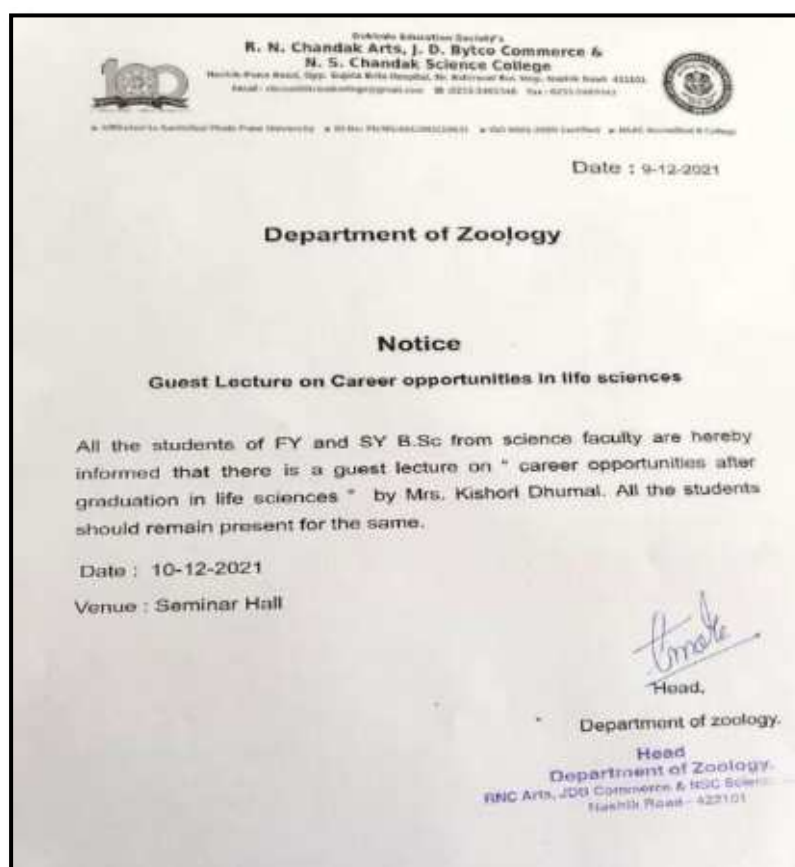 Education Society's
R. N. Chandak Arts, J. D. Bytco Commerce &
N. S. Chandak Science College
Date : 9-12-2021
Department of Zoology
Notice
Guest Lecture on Career opportunities in life sciences
All the students of FY and SY B.Sc from science faculty are hereby
informed that there is a guest lecture on " career opportunities after
graduation in life sciences " by Mrs. Kishori Dhumal. All the students
should remain present for the same.
Date : 10-12-2021
Venue : Seminar Hall
Head,
Department of zoology.
Head
Department of Zoology.
RNC Arts, JDB Commerce & NSC
Nashik Road - 422101